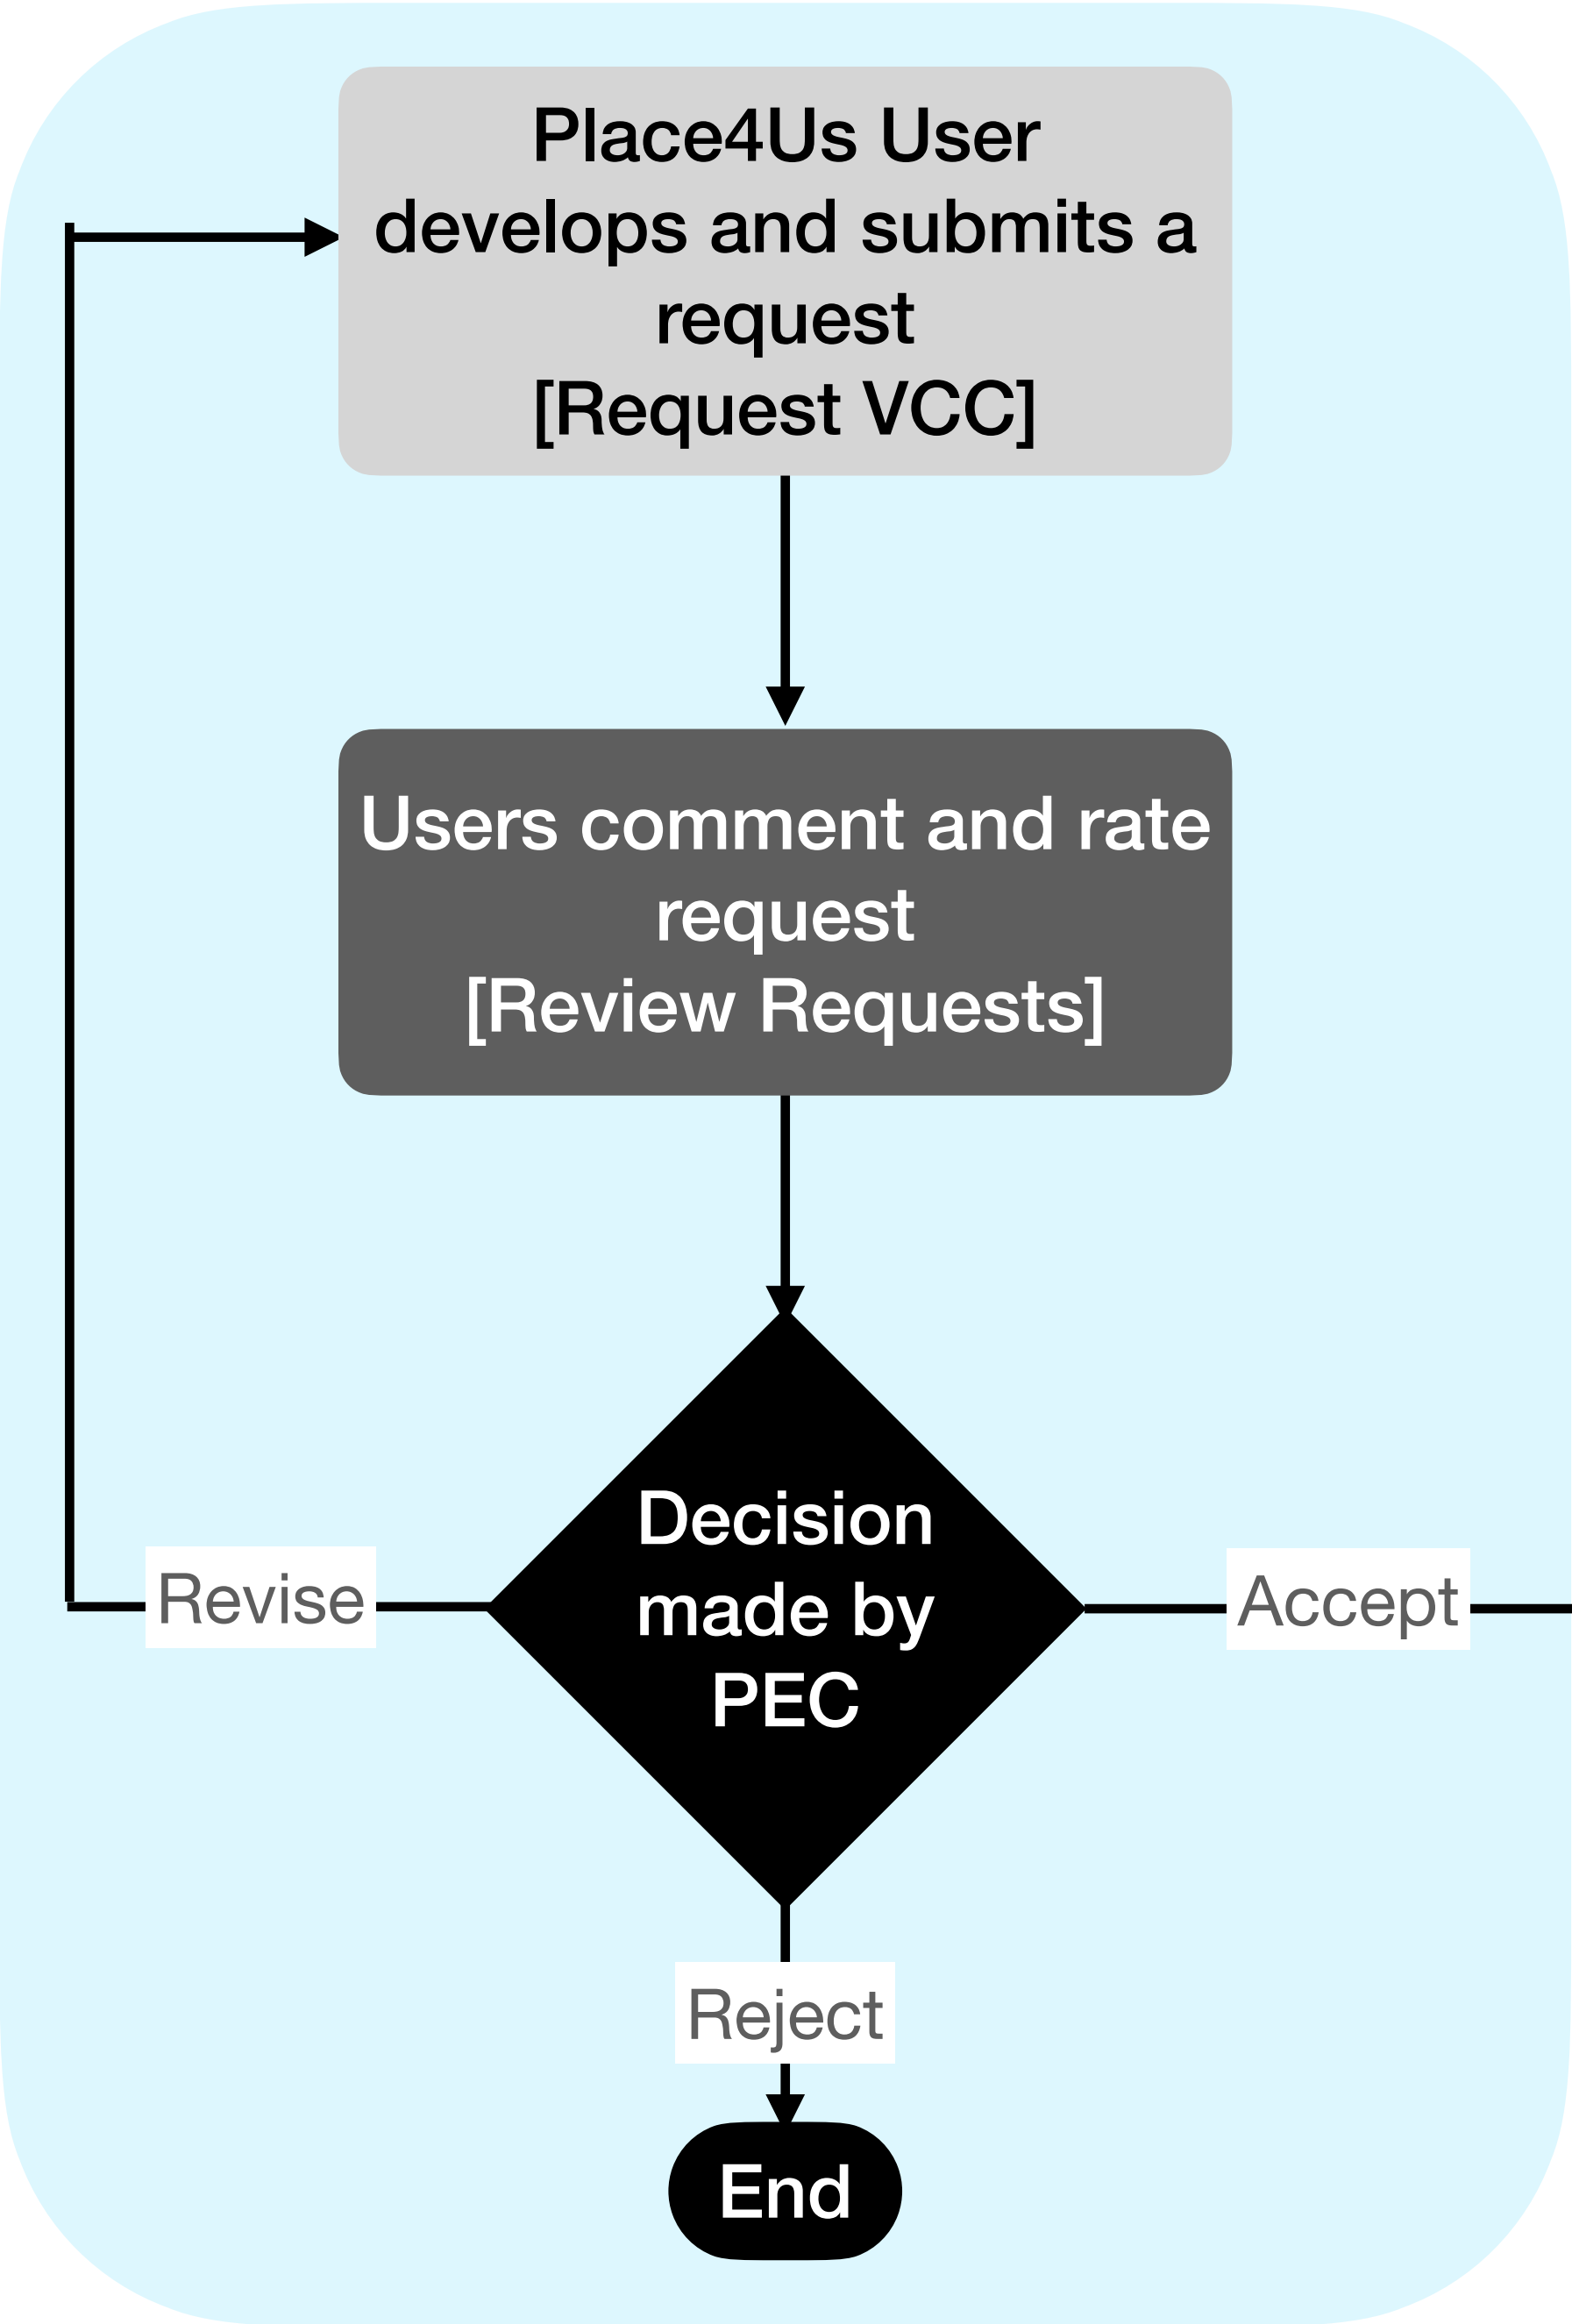 Place4Us User
develops and submits a
request
[Request VCC]
Users comment and rate
request
[Review Requests]
Decision
made by
PEC
Revise
Accept
Reject
End